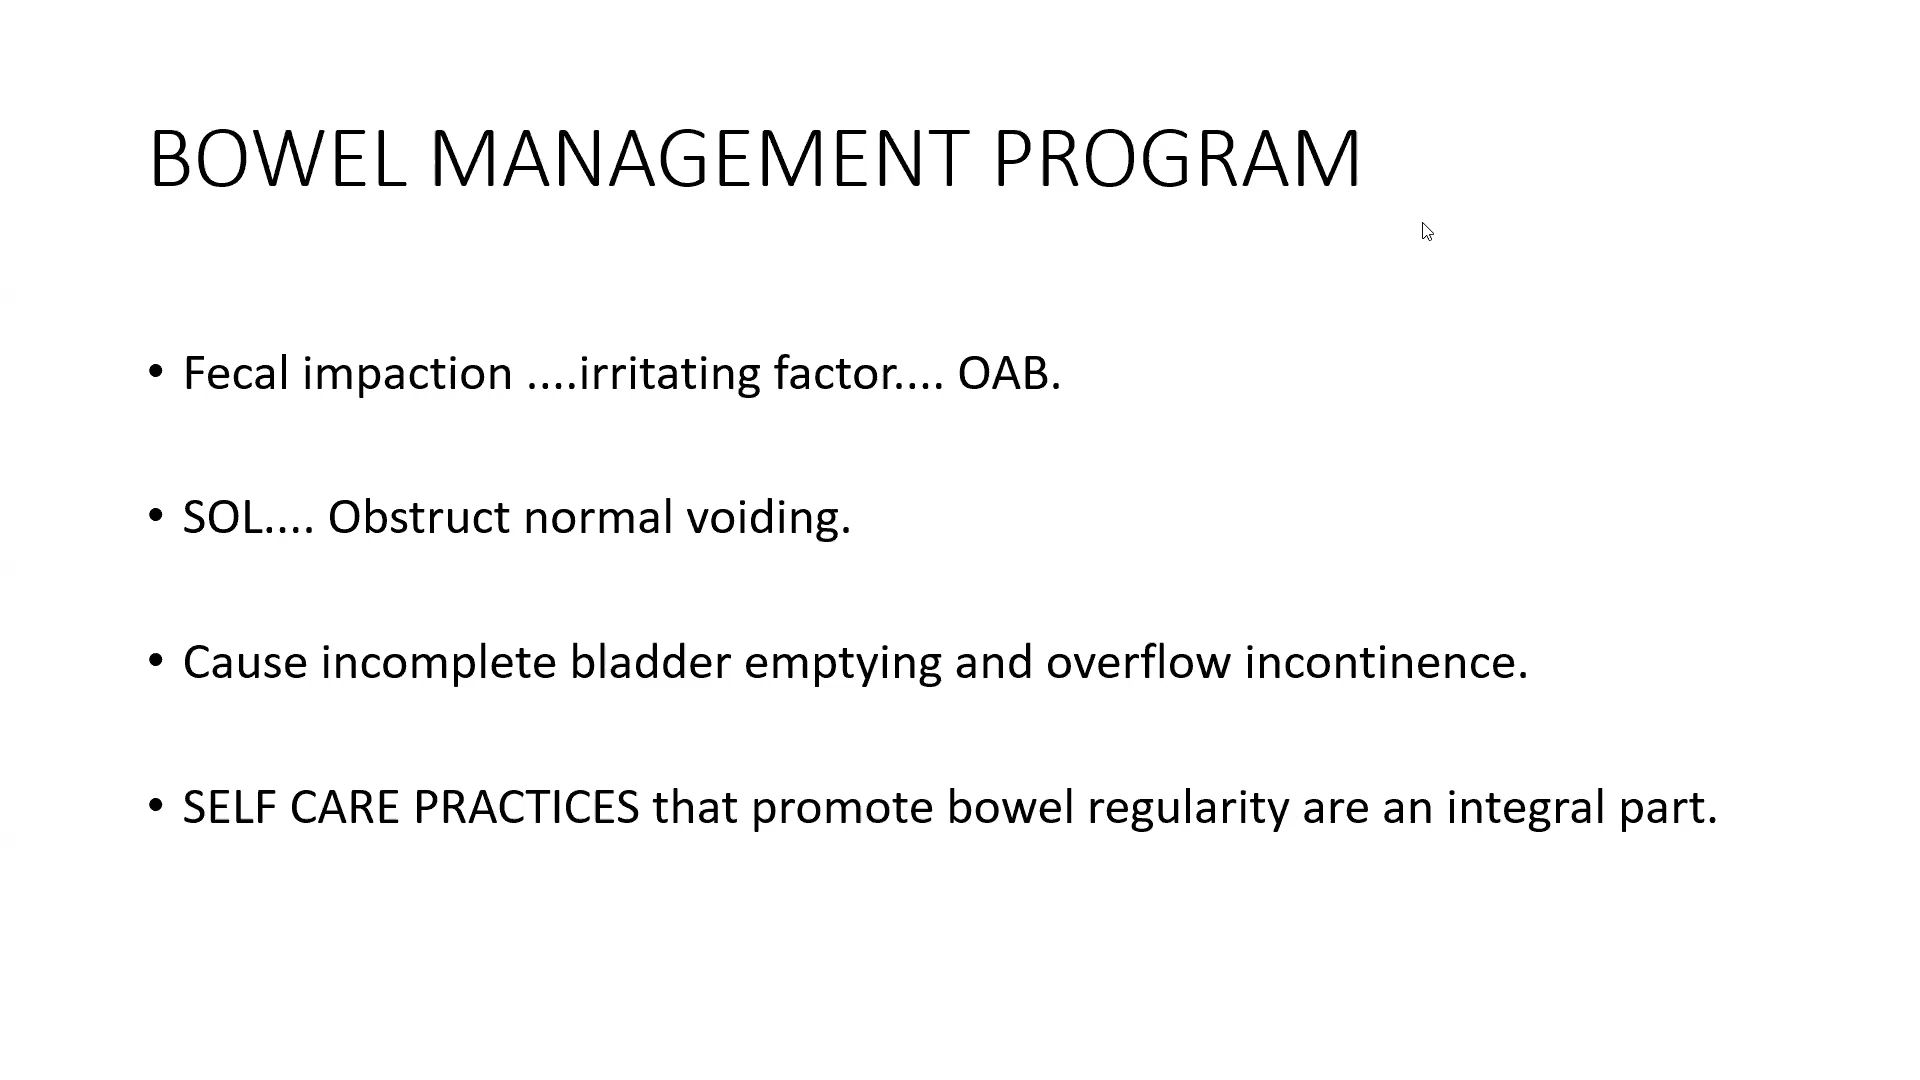 BOWEL MANAGEMENT PROGRAM
• Fecal impaction ....irritating factor.... OAB.
• SOL.... Obstruct normal voiding.
• Cause incomplete bladder emptying and overflow incontinence.
• SELF CARE PRACTICES that promote bowel regularity are an integral part.